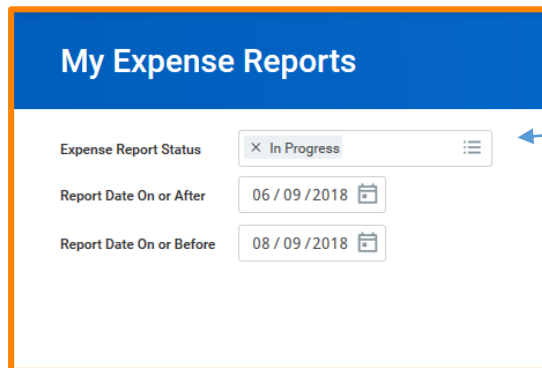 My Expense Reports
Expense Report Status × In Progress
Report Date On or After 06 / 09 / 2018
Report Date On or Before 08 / 09 / 2018